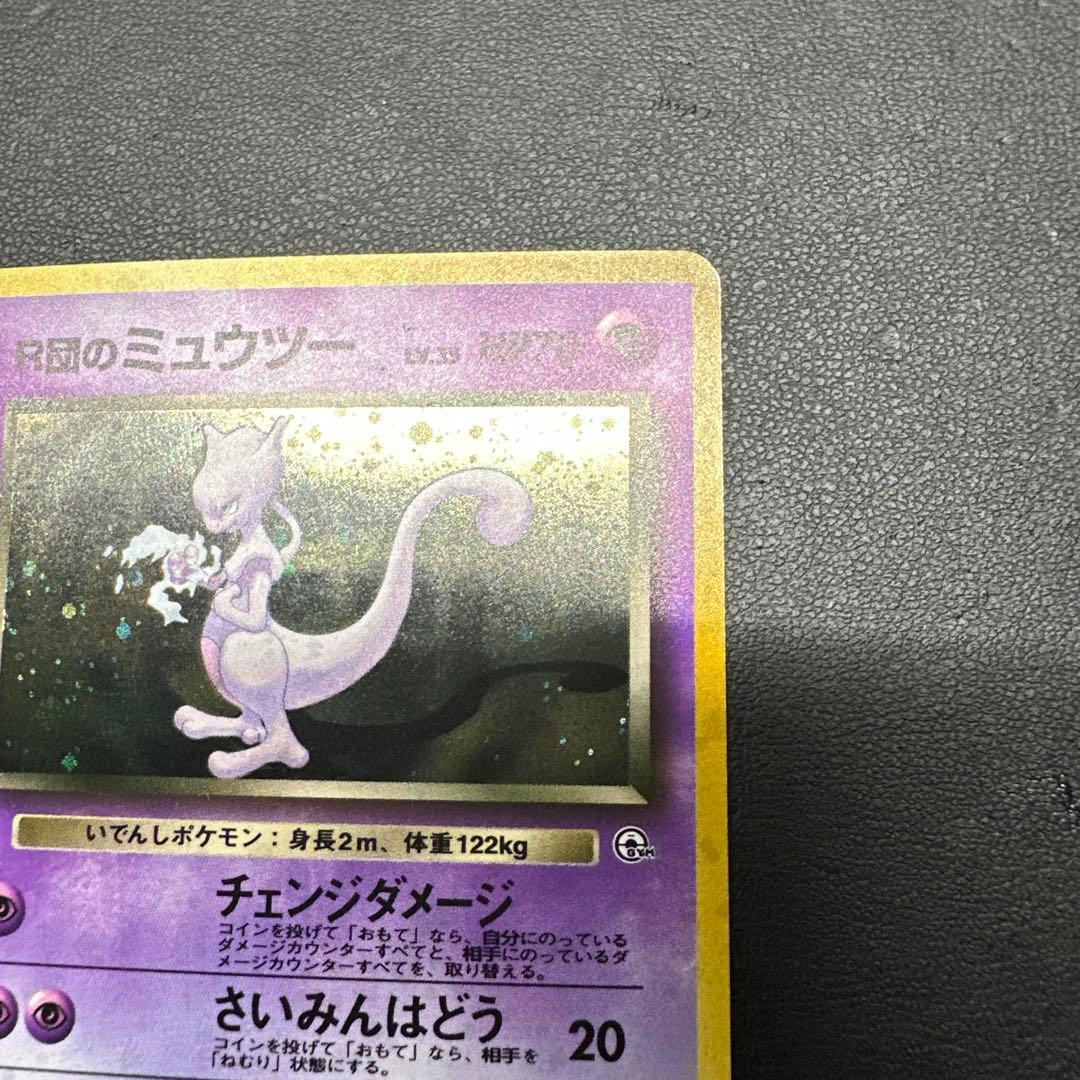 R団のミュウツー LV.35 HP70
いでんしポケモン：身長2m、体重122kg
GYM
チェンジダメージ
コインを投げて「おもて」なら、自分にのっている
ダメージカウンターすべてと、相手にのっているダ
メージカウンターすべてを、取り替える。
さいみんはどう 20
コインを投げて「おもて」なら、相手を
「ねむり」状態にする。